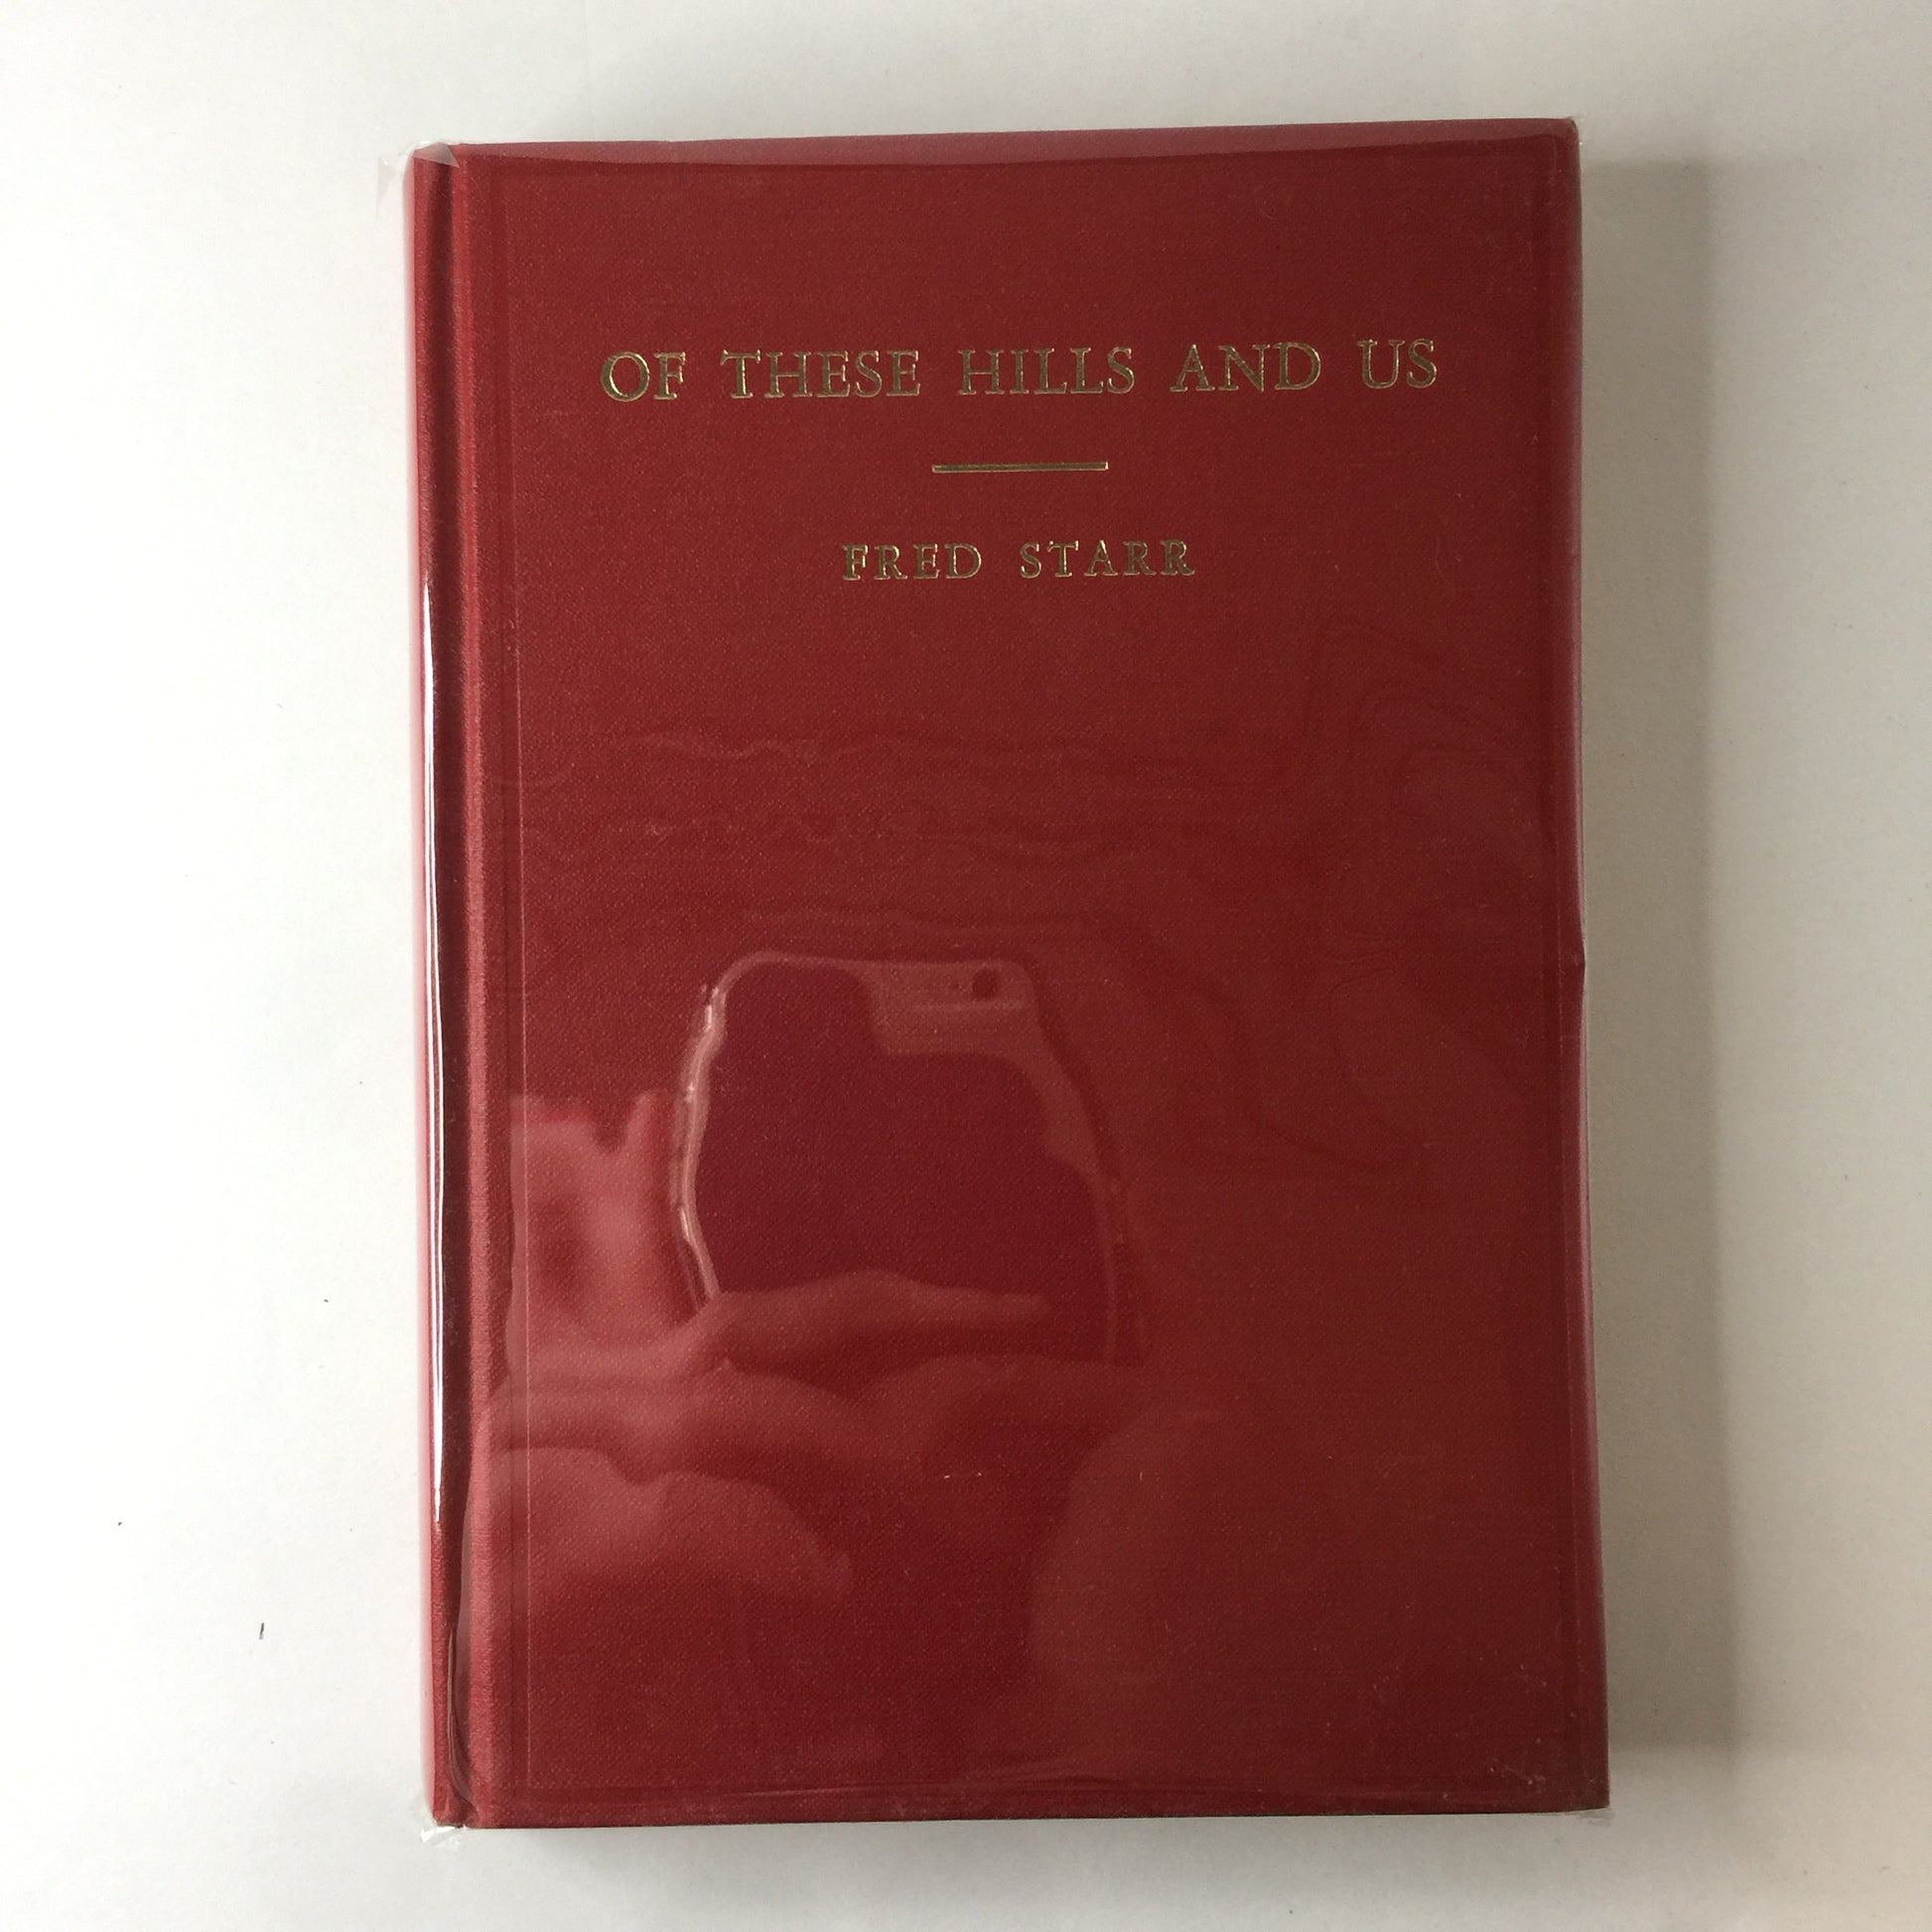 OF THESE HILLS AND US
FRED STARR